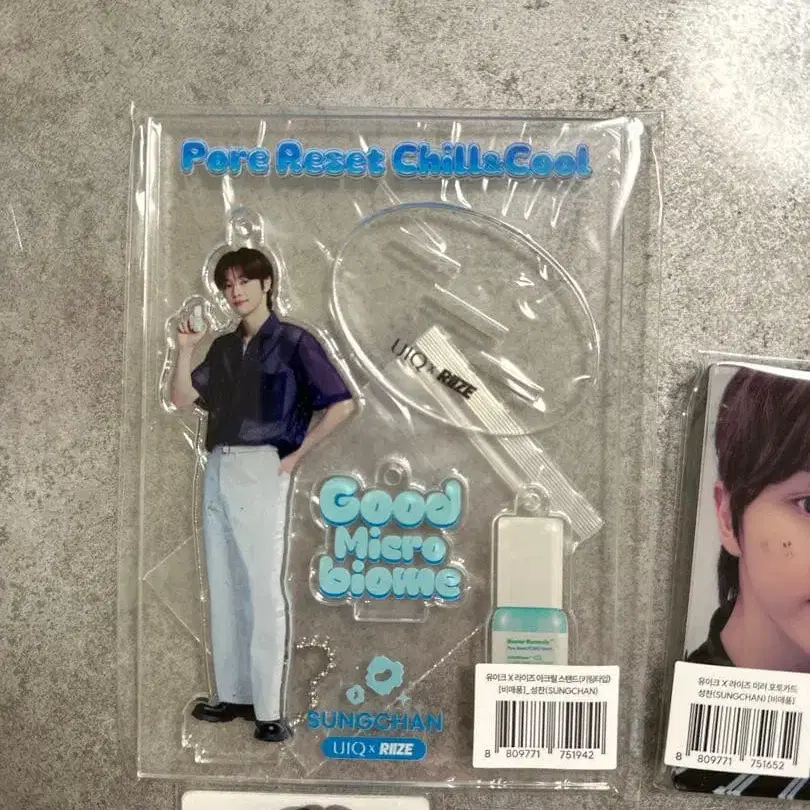 Pore Reset Chill&Cool
UIQ x RIIZE
Good
Micro
biome
SUNGCHAN
UIQ x RIIZE
유이크 X 라이즈 아크릴 스탠드(키링타입)
[비매품]_성찬(SUNGCHAN)
8 809771 751942
유이크 X 라이즈 미러 포토카드
성찬(SUNGCHAN) [비매품]
8 809771 751652